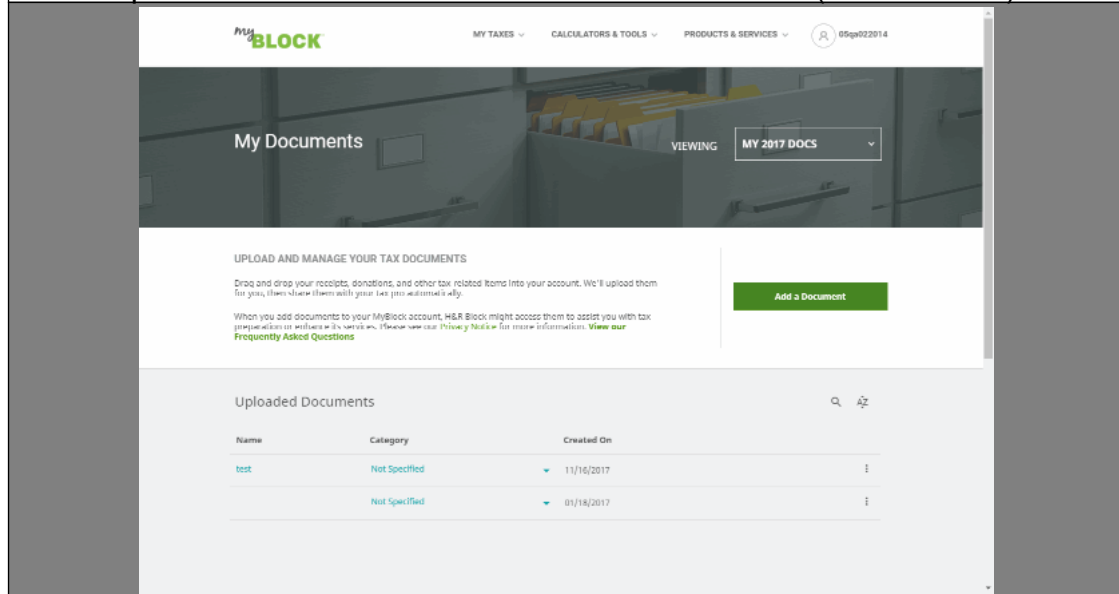 my BLOCK
MY TAXES
CALCULATORS & TOOLS
PRODUCTS & SERVICES
05qa022014
My Documents
VIEWING
MY 2017 DOCS
UPLOAD AND MANAGE YOUR TAX DOCUMENTS
Drag and drop your receipts, donations, and other tax related items into your account. We'll upload them
for you, then share them with your tax pro automatically.
When you add documents to your MyBlock account, H&R Block might access them to assist you with tax
preparation or enhance its services. Please see our Privacy Notice for more information. View our
Frequently Asked Questions
Add a Document
Uploaded Documents
AZ
Name Category Created On
test Not Specified 11/16/2017
Not Specified 01/18/2017